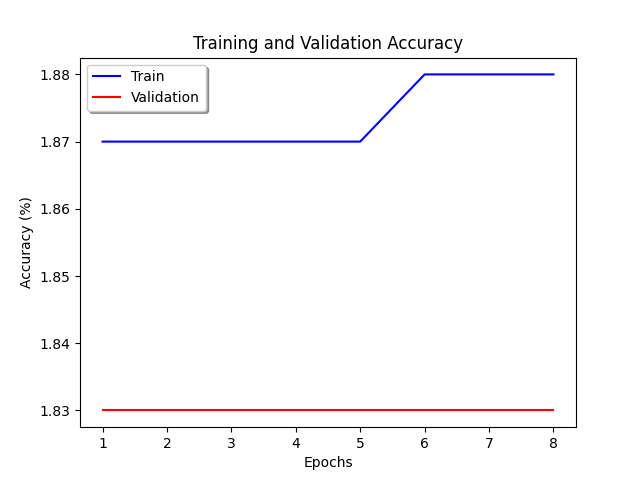 Training and Validation Accuracy
Train
Validation
1.88
1.87
1.86
1.85
1.84
1.83
Accuracy (%)
1 2 3 4 5 6 7 8
Epochs